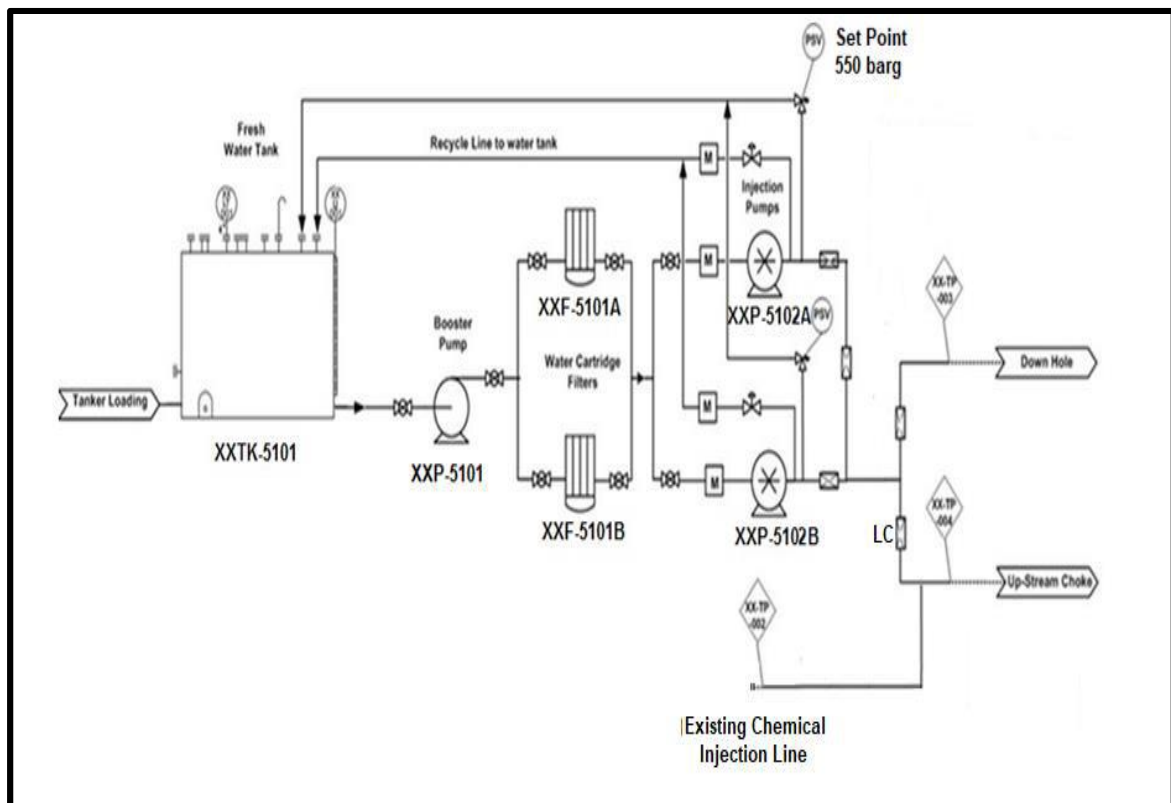 PSV
Set Point
550 barg
Fresh
Water Tank
Recycle Line to water tank
M
Injection
Pumps
M
XXF-5101A
XXP-5102A
XX-TP
-003
Booster
Pump
Water Cartridge
Filters
PSV
Down Hole
Tanker Loading
M
XXTK-5101
XXP-5101
M
XXF-5101B
XXP-5102B
LC
XX-TP
-004
Up-Stream Choke
XX-TP
-002
Existing Chemical
Injection Line